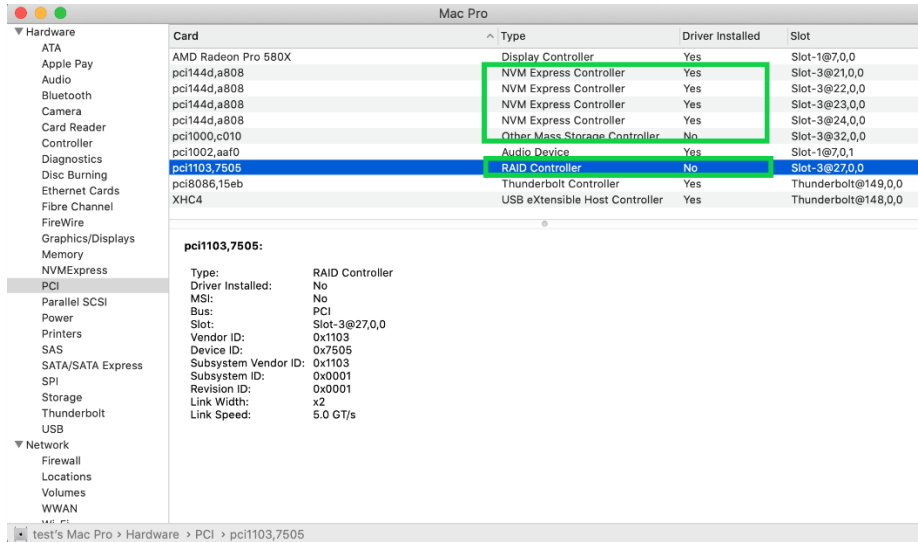 Mac Pro
Hardware
ATA
Apple Pay
Audio
Bluetooth
Camera
Card Reader
Controller
Diagnostics
Disc Burning
Ethernet Cards
Fibre Channel
FireWire
Graphics/Displays
Memory
NVMExpress
PCI
Parallel SCSI
Power
Printers
SAS
SATA/SATA Express
SPI
Storage
Thunderbolt
USB
Network
Firewall
Locations
Volumes
WWAN
Wi-Fi
Card Type Driver Installed Slot
AMD Radeon Pro 580X Display Controller Yes Slot-1@7,0,0
pci144d,a808 NVM Express Controller Yes Slot-3@21,0,0
pci144d,a808 NVM Express Controller Yes Slot-3@22,0,0
pci144d,a808 NVM Express Controller Yes Slot-3@23,0,0
pci144d,a808 NVM Express Controller Yes Slot-3@24,0,0
pci1000,c010 Other Mass Storage Controller No Slot-3@32,0,0
pci1002,aaf0 Audio Device Yes Slot-1@7,0,1
pci1103,7505 RAID Controller No Slot-3@27,0,0
pci8086,15eb Thunderbolt Controller Yes Thunderbolt@149,0,0
XHC4 USB eXtensible Host Controller Yes Thunderbolt@148,0,0
pci1103,7505:
Type: RAID Controller
Driver Installed: No
MSI: No
Bus: PCI
Slot: Slot-3@27,0,0
Vendor ID: 0x1103
Device ID: 0x7505
Subsystem Vendor ID: 0x1103
Subsystem ID: 0x0001
Revision ID: 0x0001
Link Width: x2
Link Speed: 5.0 GT/s
test's Mac Pro › Hardware › PCI › pci1103,7505